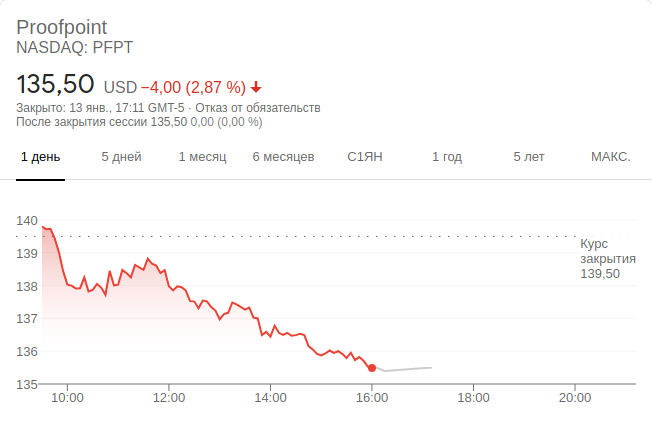 Proofpoint
NASDAQ: PFPT
135,50 USD −4,00 (2,87 %)
Закрыто: 13 янв., 17:11 GMT-5 · Отказ от обязательств
После закрытия сессии 135,50 0,00 (0,00 %)
1 день 5 дней 1 месяц 6 месяцев С1ЯН 1 год 5 лет МАКС.
140
139
138
137
136
135
Курс
закрытия
139,50
10:00 12:00 14:00 16:00 18:00 20:00